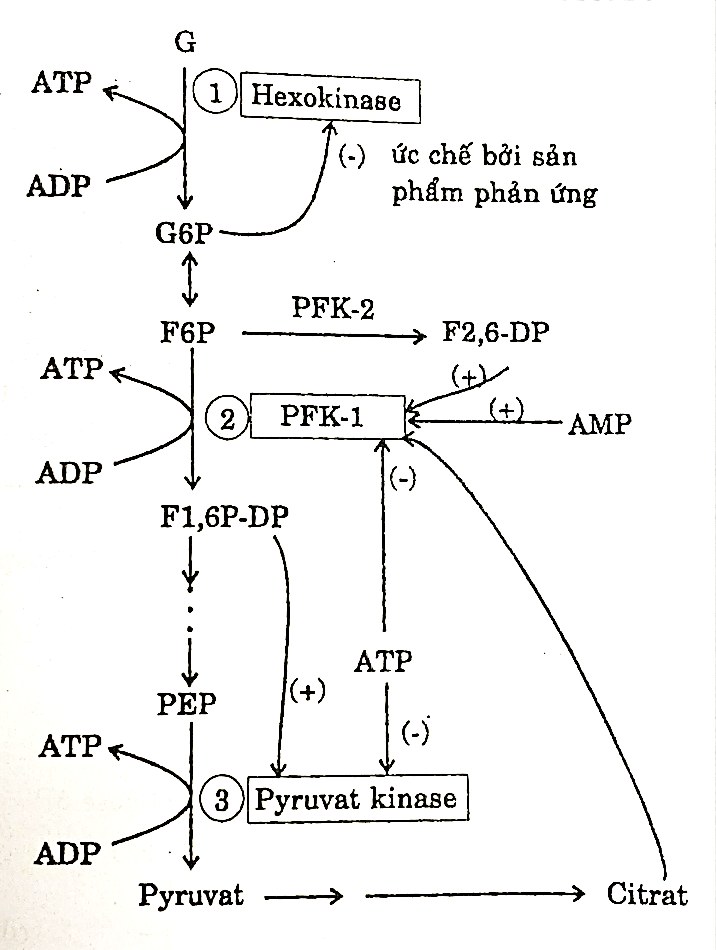 G
ATP
1 Hexokinase
(-) ức chế bởi sản
phẩm phản ứng
ADP
G6P
PFK-2
F6P
F2,6-DP
ATP
(+)
2 PFK-1
(+)
AMP
ADP
(-)
F1,6P-DP
ATP
(+)
PEP
(-)
ATP
3 Pyruvat kinase
ADP
Pyruvat
Citrat